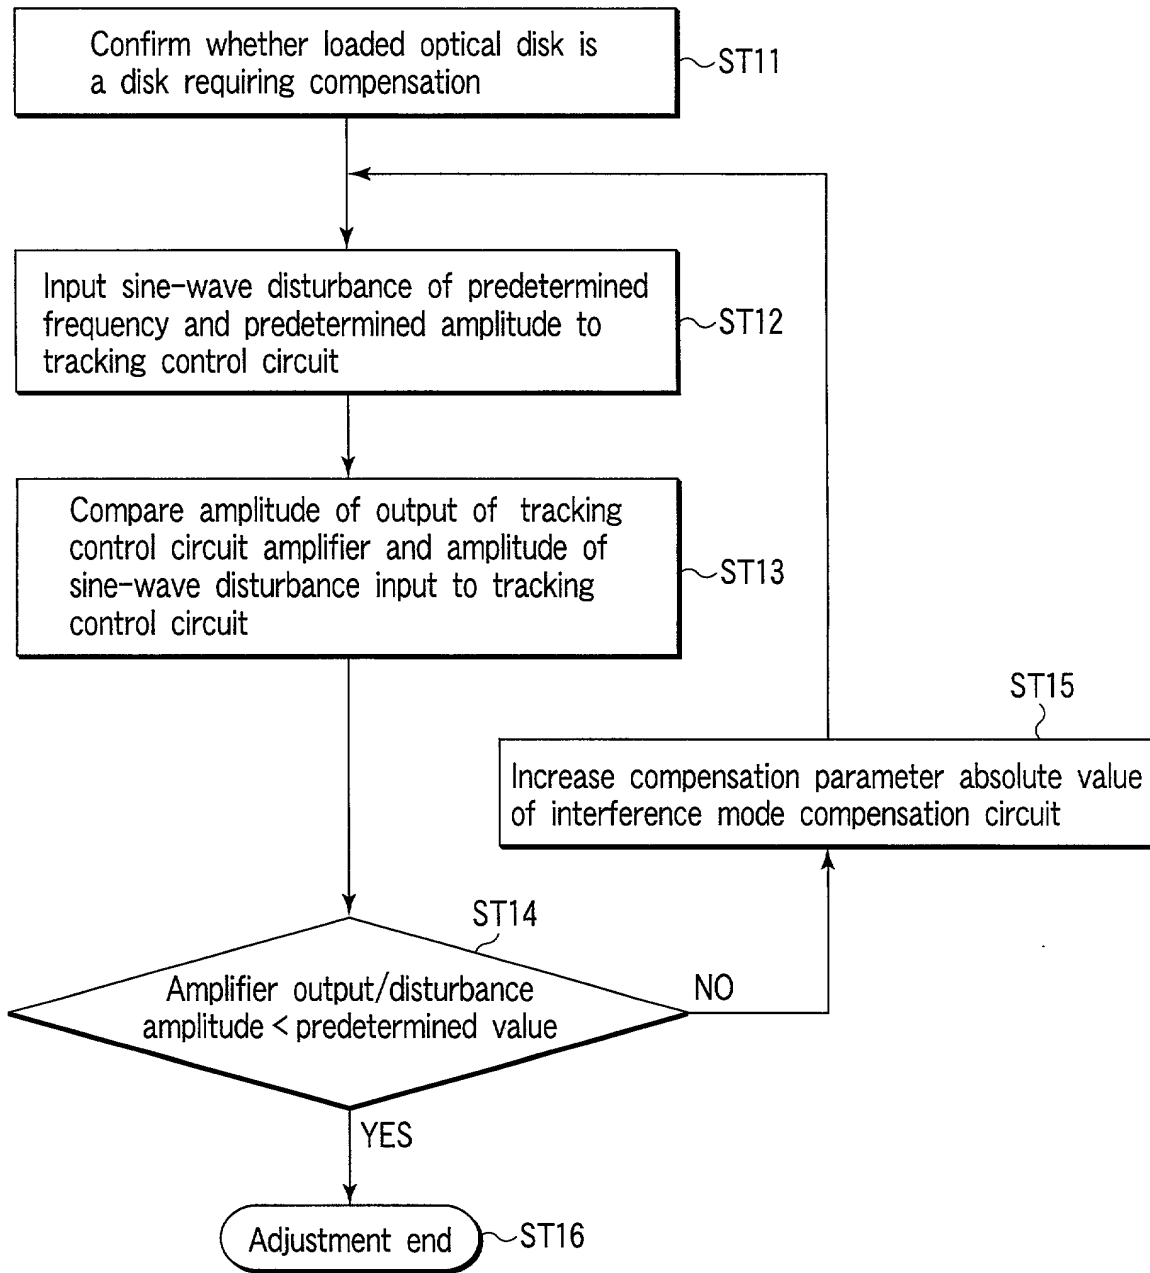 Confirm whether loaded optical disk is
a disk requiring compensation
ST11
Input sine-wave disturbance of predetermined
frequency and predetermined amplitude to
tracking control circuit
ST12
Compare amplitude of output of tracking
control circuit amplifier and amplitude of
sine-wave disturbance input to tracking
control circuit
ST13
ST15
Increase compensation parameter absolute value
of interference mode compensation circuit
ST14
Amplifier output/disturbance
amplitude < predetermined value
NO
YES
Adjustment end
ST16